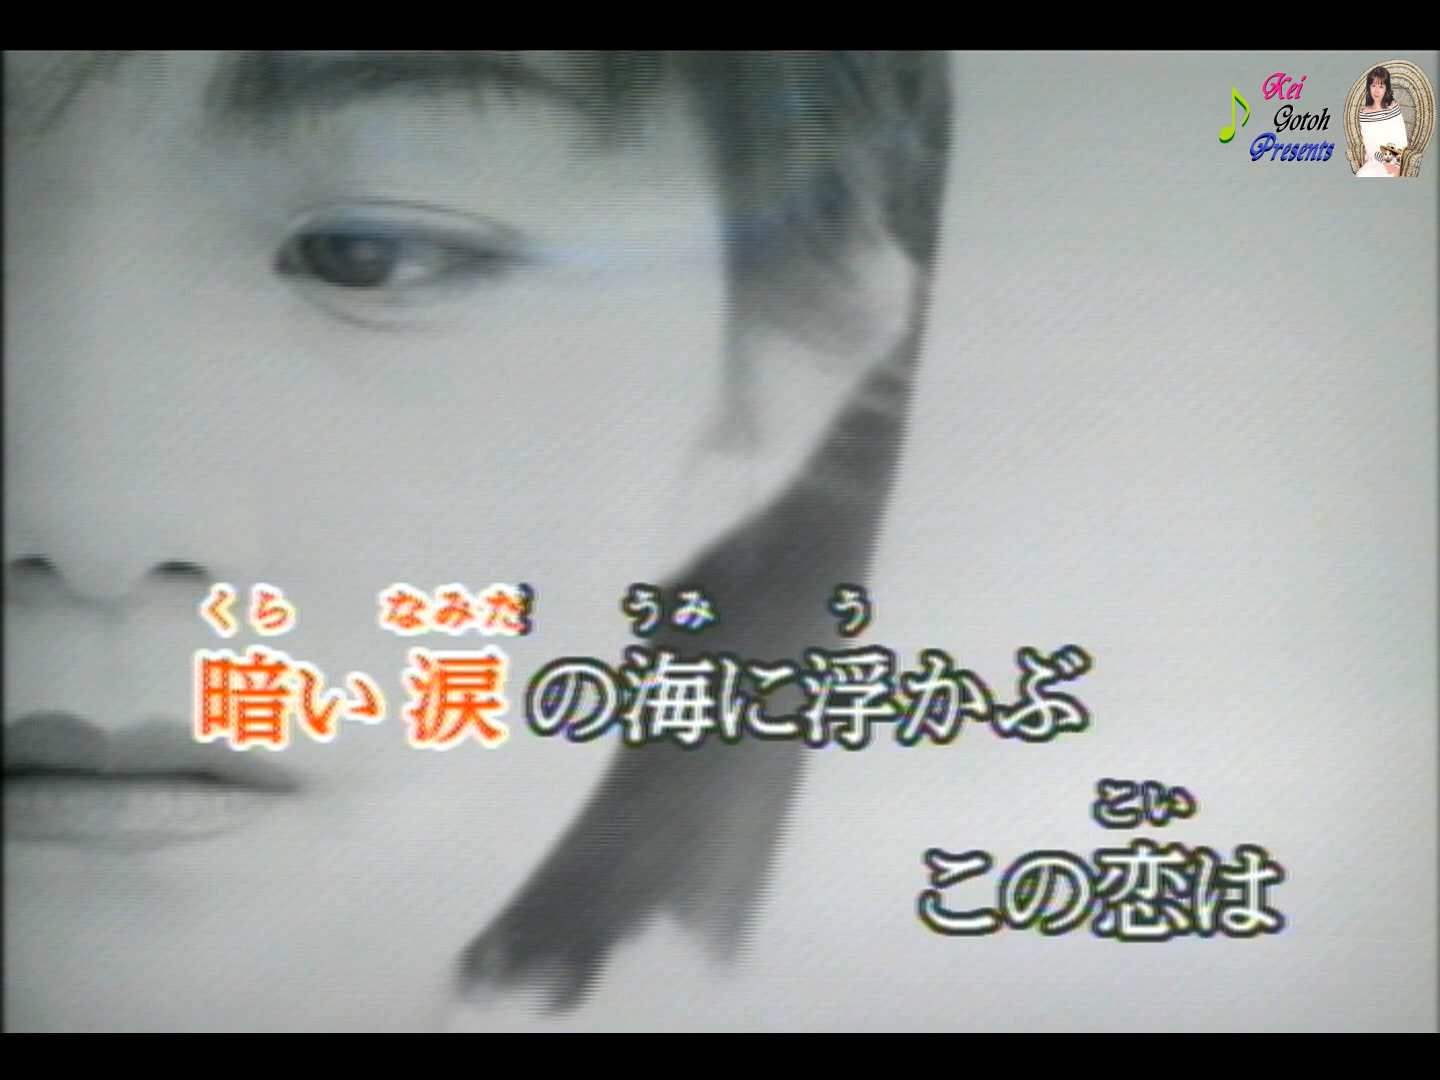 Kei
Gotoh
Presents
くら なみだ うみ う
暗い涙の海に浮かぶ
こい
この恋は